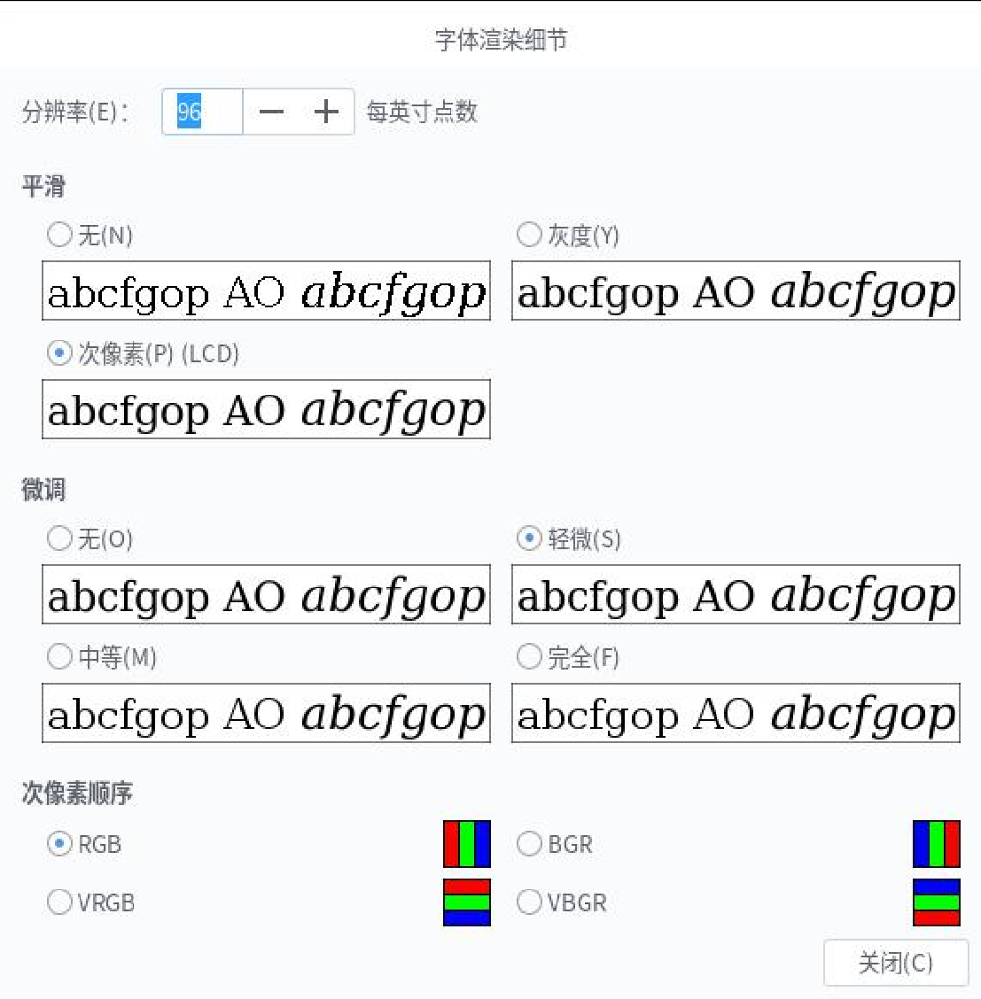 字体渲染细节
分辨率(E)： 96 每英寸点数
平滑
无(N) 灰度(Y)
abcfgop AO abcfgop abcfgop AO abcfgop
次像素(P) (LCD)
abcfgop AO abcfgop
微调
无(O) 轻微(S)
abcfgop AO abcfgop abcfgop AO abcfgop
中等(M) 完全(F)
abcfgop AO abcfgop abcfgop AO abcfgop
次像素顺序
RGB BGR
VRGB VBGR
关闭(C)